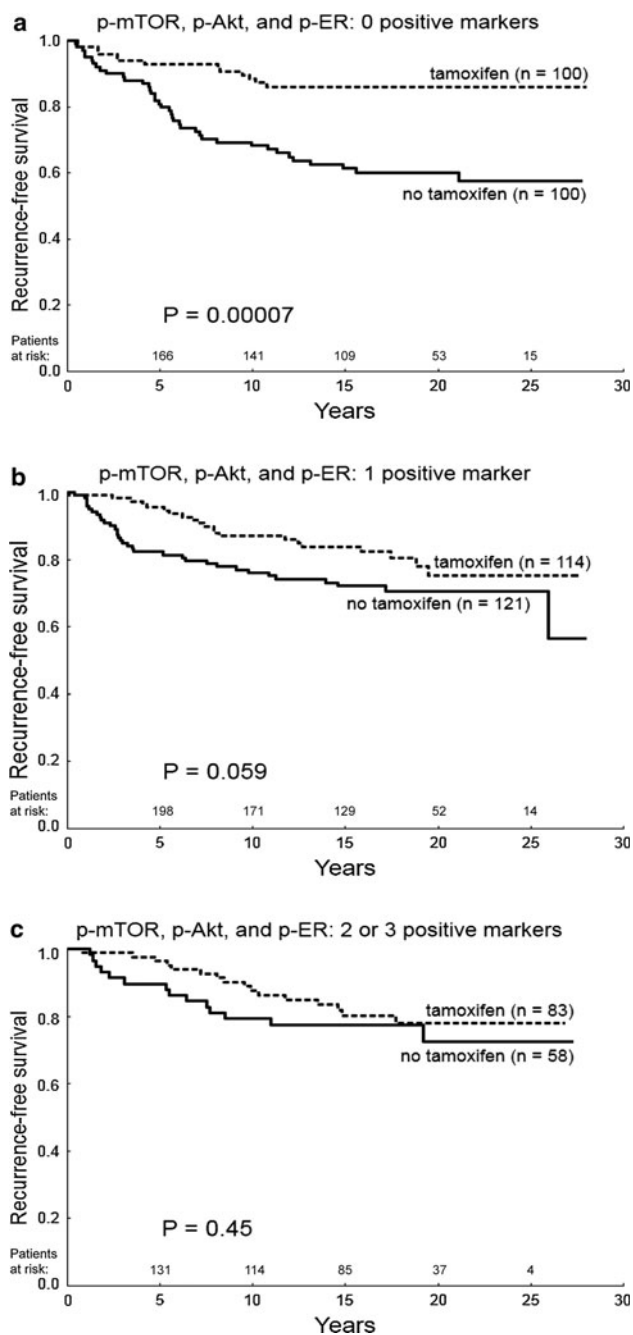 a
p-mTOR, p-Akt, and p-ER: 0 positive markers
1.0
0.8
0.6
0.4
0.2
0.0
Recurrence-free survival
tamoxifen (n = 100)
no tamoxifen (n = 100)
P = 0.00007
Patients
at risk: 166 141 109 53 15
0 5 10 15 20 25 30
Years
b
p-mTOR, p-Akt, and p-ER: 1 positive marker
1.0
0.8
0.6
0.4
0.2
0.0
Recurrence-free survival
tamoxifen (n = 114)
no tamoxifen (n = 121)
P = 0.059
Patients
at risk: 198 171 129 52 14
0 5 10 15 20 25 30
Years
c
p-mTOR, p-Akt, and p-ER: 2 or 3 positive markers
1.0
0.8
0.6
0.4
0.2
0.0
Recurrence-free survival
tamoxifen (n = 83)
no tamoxifen (n = 58)
P = 0.45
Patients
at risk: 131 114 85 37 4
0 5 10 15 20 25 30
Years